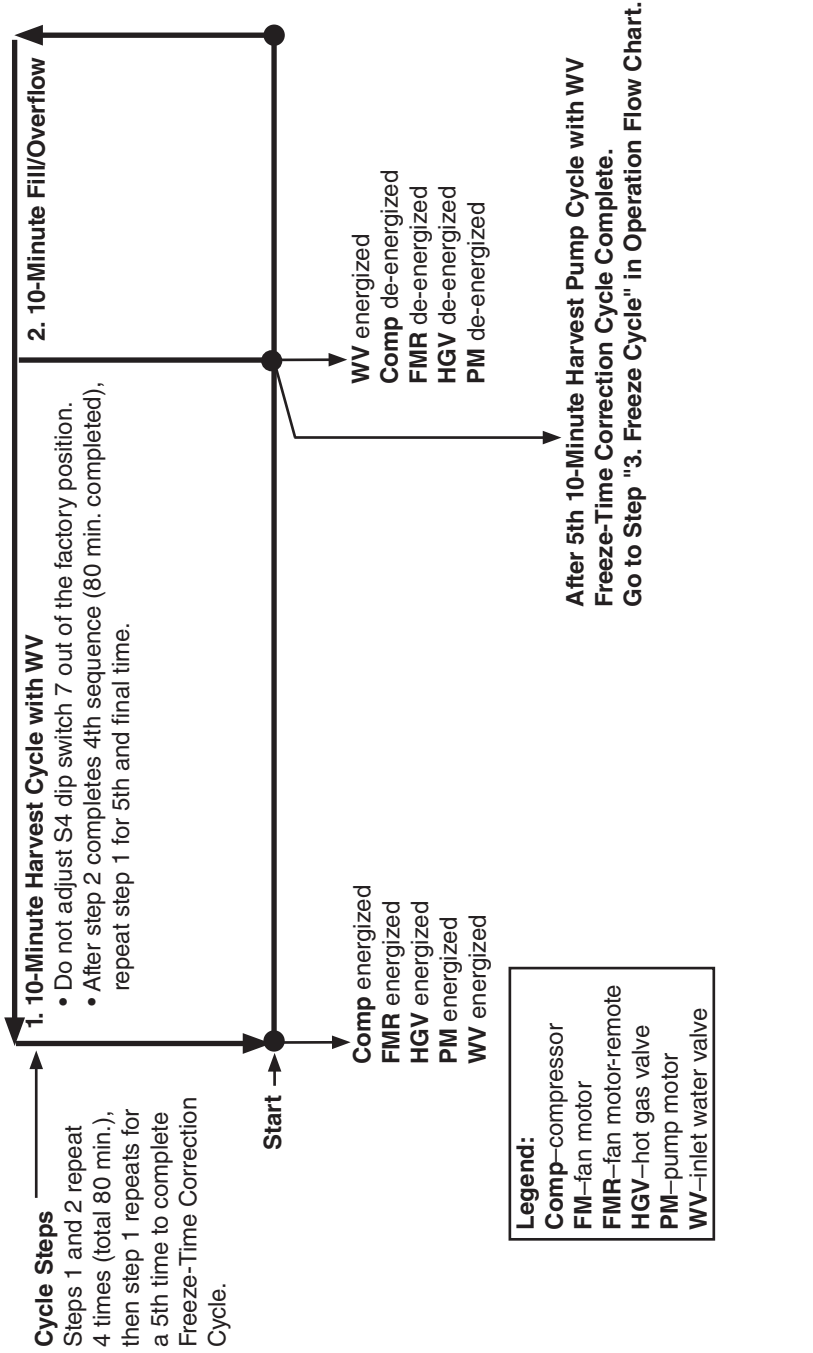 Cycle Steps
Steps 1 and 2 repeat
4 times (total 80 min.),
then step 1 repeats for
a 5th time to complete
Freeze-Time Correction
Cycle.
1. 10-Minute Harvest Cycle with WV
• Do not adjust S4 dip switch 7 out of the factory position.
• After step 2 completes 4th sequence (80 min. completed),
repeat step 1 for 5th and final time.
2. 10-Minute Fill/Overflow
Start
Comp energized
FMR energized
HGV energized
PM energized
WV energized
WV energized
Comp de-energized
FMR de-energized
HGV de-energized
PM de-energized
After 5th 10-Minute Harvest Pump Cycle with WV
Freeze-Time Correction Cycle Complete.
Go to Step "3. Freeze Cycle" in Operation Flow Chart.
Legend:
Comp–compressor
FM–fan motor
FMR–fan motor-remote
HGV–hot gas valve
PM–pump motor
WV–inlet water valve